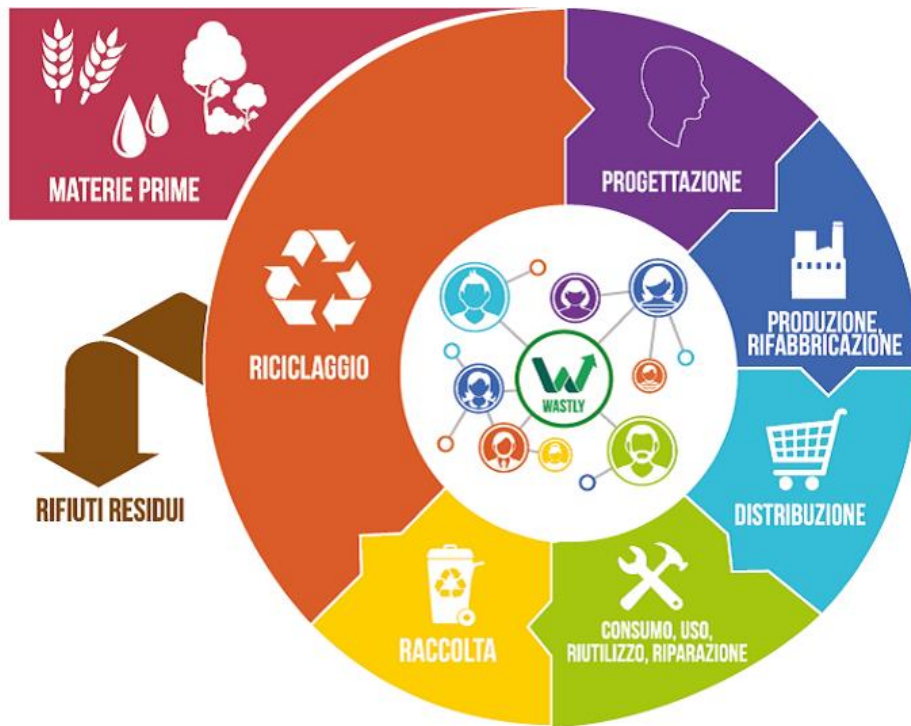 MATERIE PRIME
PROGETTAZIONE
PRODUZIONE,
RIFABBRICAZIONE
DISTRIBUZIONE
CONSUMO, USO,
RIUTILIZZO, RIPARAZIONE
RACCOLTA
RICICLAGGIO
RIFIUTI RESIDUI
WASTLY